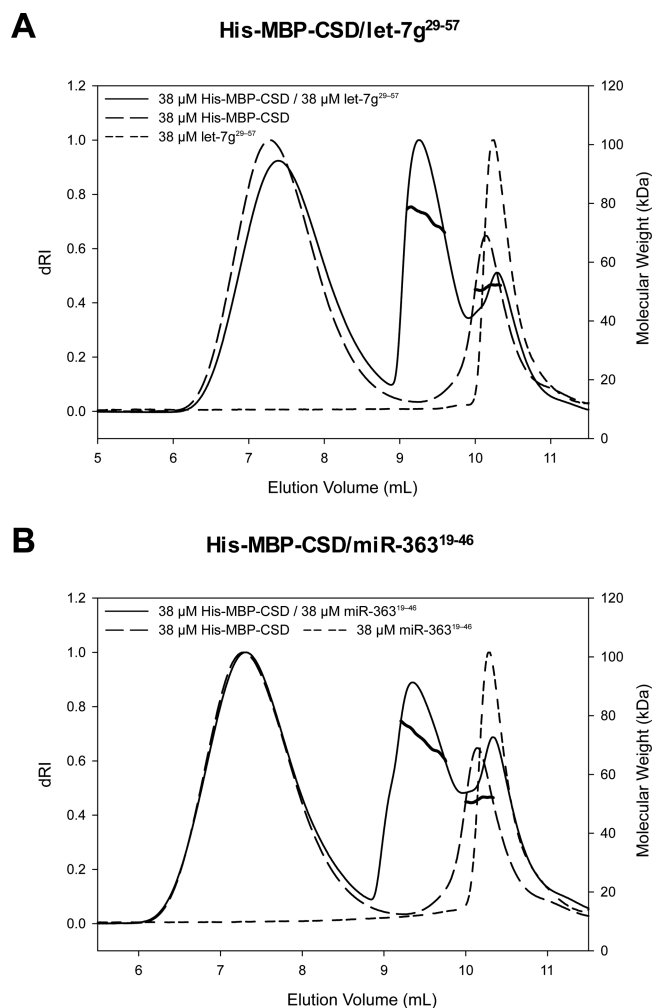 A
His-MBP-CSD/let-7g²⁹⁻⁵⁷
38 µM His-MBP-CSD / 38 µM let-7g²⁹⁻⁵⁷
38 µM His-MBP-CSD
38 µM let-7g²⁹⁻⁵⁷
1.2
1.0
0.8
0.6
0.4
0.2
0.0
dRI
120
100
80
60
40
20
0
Molecular Weight (kDa)
5 6 7 8 9 10 11
Elution Volume (mL)
B
His-MBP-CSD/miR-363¹⁹⁻⁴⁶
38 µM His-MBP-CSD / 38 µM miR-363¹⁹⁻⁴⁶
38 µM His-MBP-CSD 38 µM miR-363¹⁹⁻⁴⁶
1.2
1.0
0.8
0.6
0.4
0.2
0.0
dRI
120
100
80
60
40
20
0
Molecular Weight (kDa)
6 7 8 9 10 11
Elution Volume (mL)